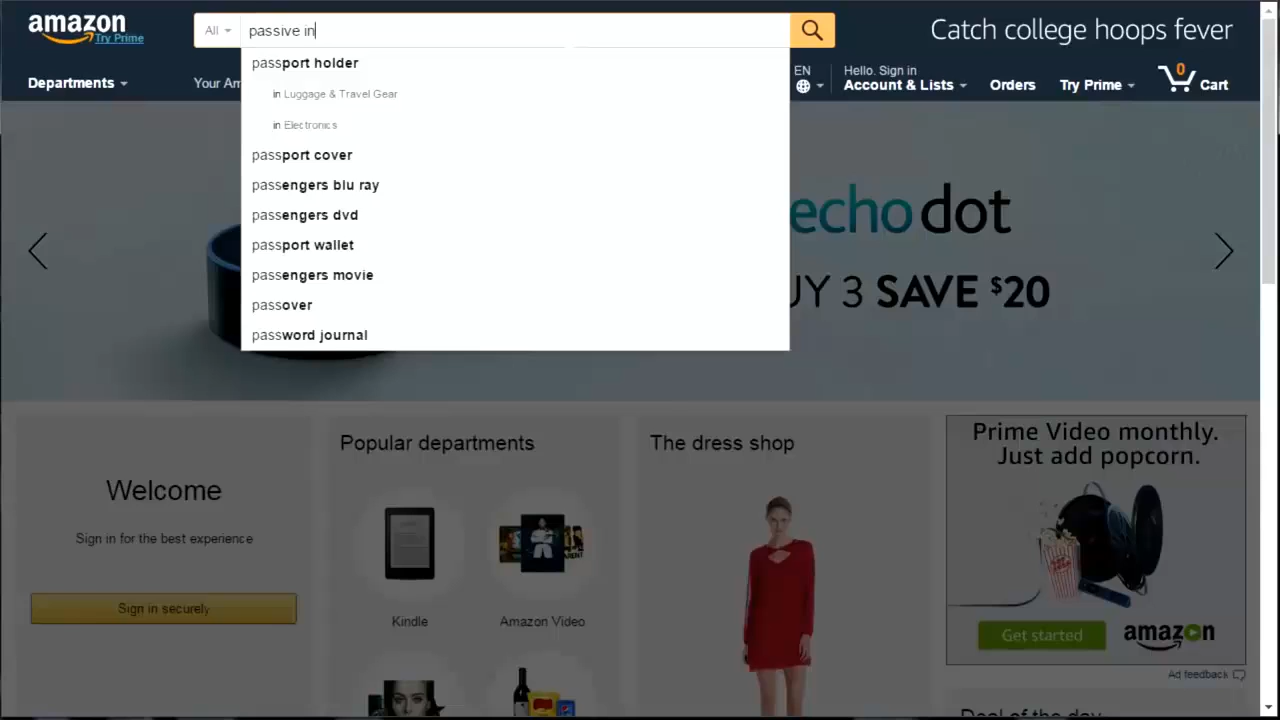 amazon
Try Prime
All
passive in
Catch college hoops fever
Departments
Your Am
EN
Hello. Sign in
Account & Lists
Orders
Try Prime
0
Cart
passport holder
in Luggage & Travel Gear
in Electronics
passport cover
passengers blu ray
passengers dvd
passport wallet
passengers movie
passover
password journal
echo dot
UY 3 SAVE $20
Welcome
Sign in for the best experience
Sign in securely
Popular departments
Kindle
Amazon Video
The dress shop
Prime Video monthly.
Just add popcorn.
Get started
amazon
Ad feedback
Deal of the day